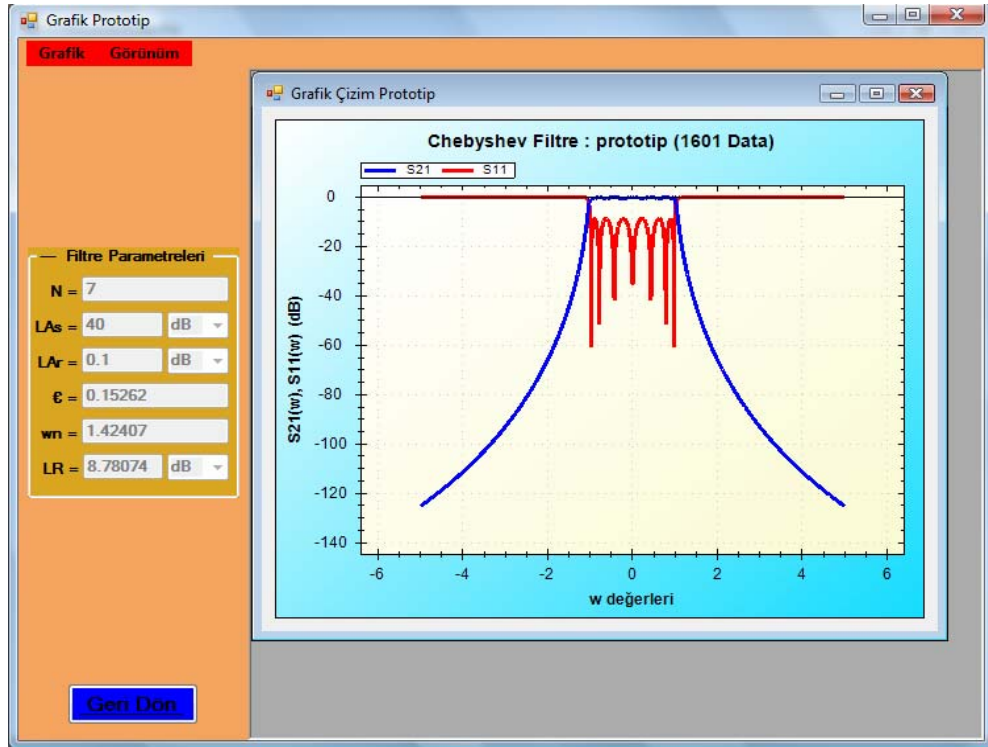 Grafik Prototip
Grafik Görünüm
Filtre Parametreleri
N = 7
LAs = 40 dB
LAr = 0.1 dB
€ = 0.15262
wn = 1.42407
LR = 8.78074 dB
Geri Dön
Grafik Çizim Prototip
Chebyshev Filtre : prototip (1601 Data)
S21 S11
S21(w), S11(w) (dB)
0
-20
-40
-60
-80
-100
-120
-140
-6 -4 -2 0 2 4 6
w değerleri